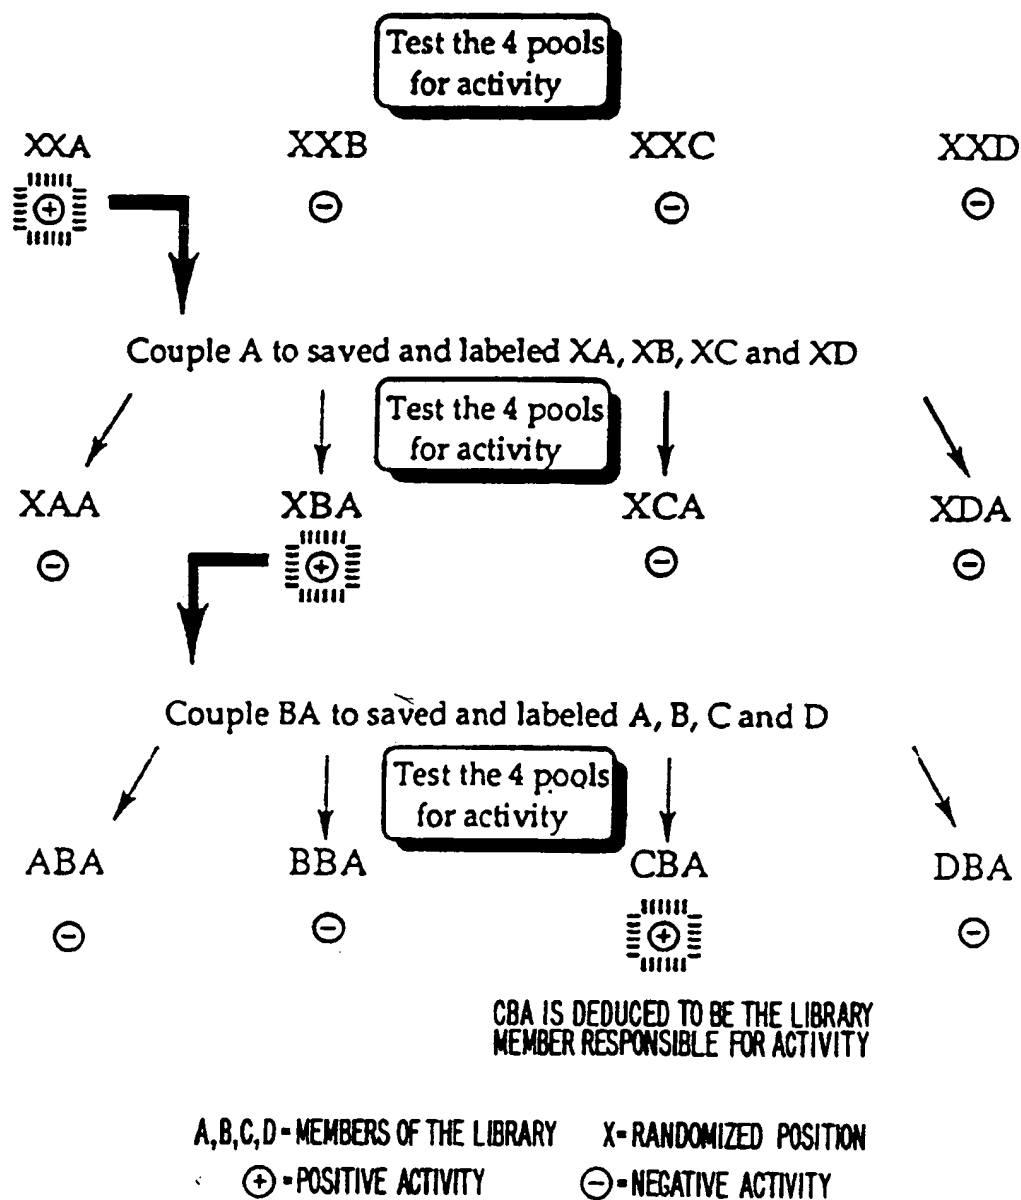 Test the 4 pools
for activity
XXA XXB XXC XXD
+ - - -
Couple A to saved and labeled XA, XB, XC and XD
Test the 4 pools
for activity
XAA XBA XCA XDA
- + - -
Couple BA to saved and labeled A, B, C and D
Test the 4 pools
for activity
ABA BBA CBA DBA
- - + -
CBA IS DEDUCED TO BE THE LIBRARY
MEMBER RESPONSIBLE FOR ACTIVITY
A,B,C,D=MEMBERS OF THE LIBRARY X=RANDOMIZED POSITION
+=POSITIVE ACTIVITY -=NEGATIVE ACTIVITY